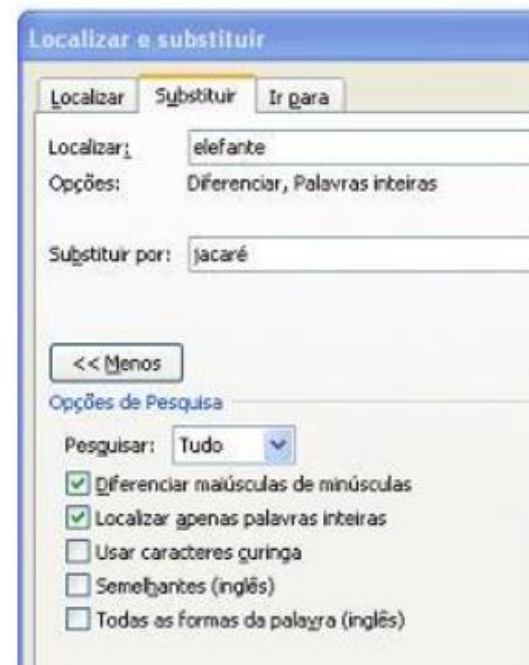 Localizar e substituir
Localizar Substituir Ir para
Localizar: elefante
Opções: Diferenciar, Palavras inteiras
Substituir por: jacaré
<< Menos
Opções de Pesquisa
Pesquisar: Tudo
Diferenciar maiúsculas de minúsculas
Localizar apenas palavras inteiras
Usar caracteres curinga
Semelhantes (inglês)
Todas as formas da palavra (inglês)